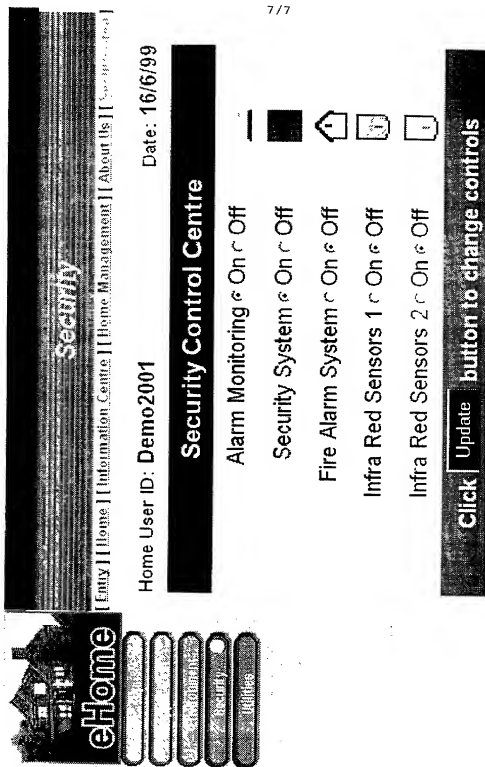 7/7
Security
[ Entry ] [ Home ] [ Information Centre ] [ Home Management ] [ About Us ] [
eHome
Security
Utilities
Home User ID: Demo2001 Date: 16/6/99
Security Control Centre
Alarm Monitoring On Off
Security System On Off
Fire Alarm System On Off
Infra Red Sensors 1 On Off
Infra Red Sensors 2 On Off
Click Update button to change controls